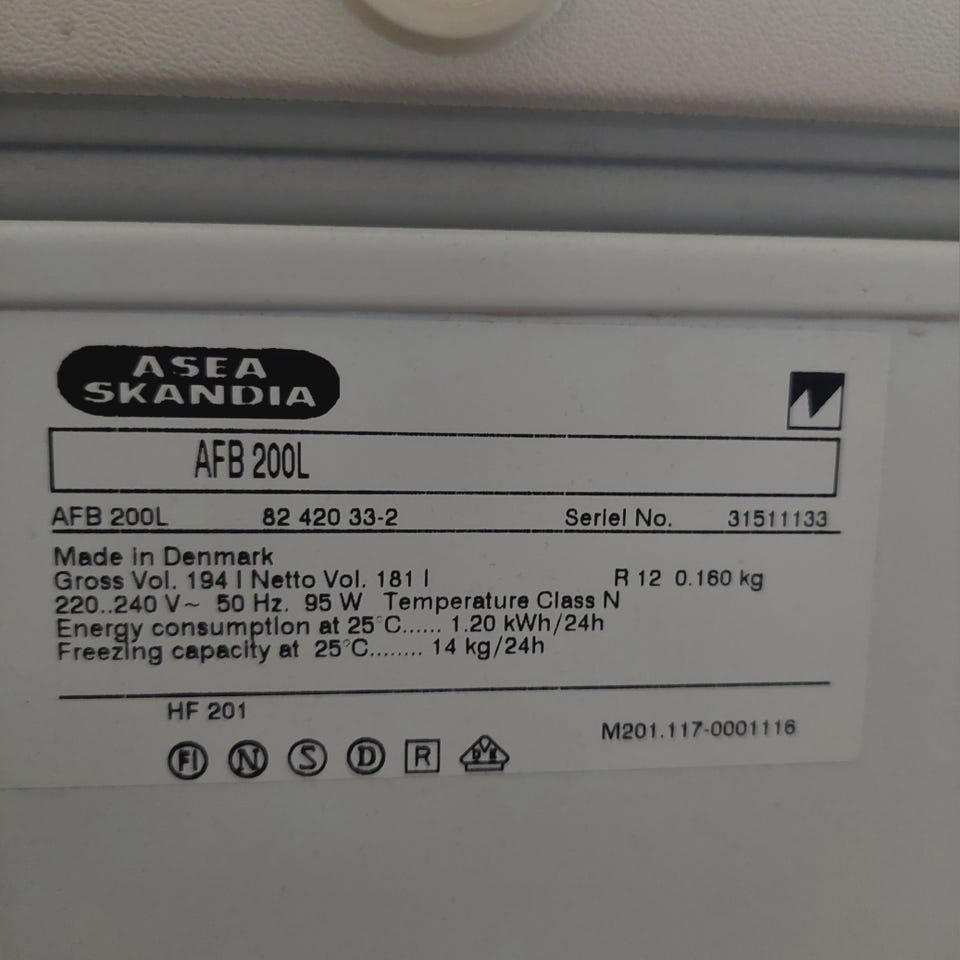 ASEA
SKANDIA
AFB 200L
AFB 200L 82 420 33-2 Seriel No. 31511133
Made in Denmark
Gross Vol. 194 l Netto Vol. 181 l R 12 0.160 kg
220..240 V~ 50 Hz. 95 W Temperature Class N
Energy consumption at 25°C...... 1.20 kWh/24h
Freezing capacity at 25°C........ 14 kg/24h
HF 201
M201.117-0001116
FI N S D R DVE